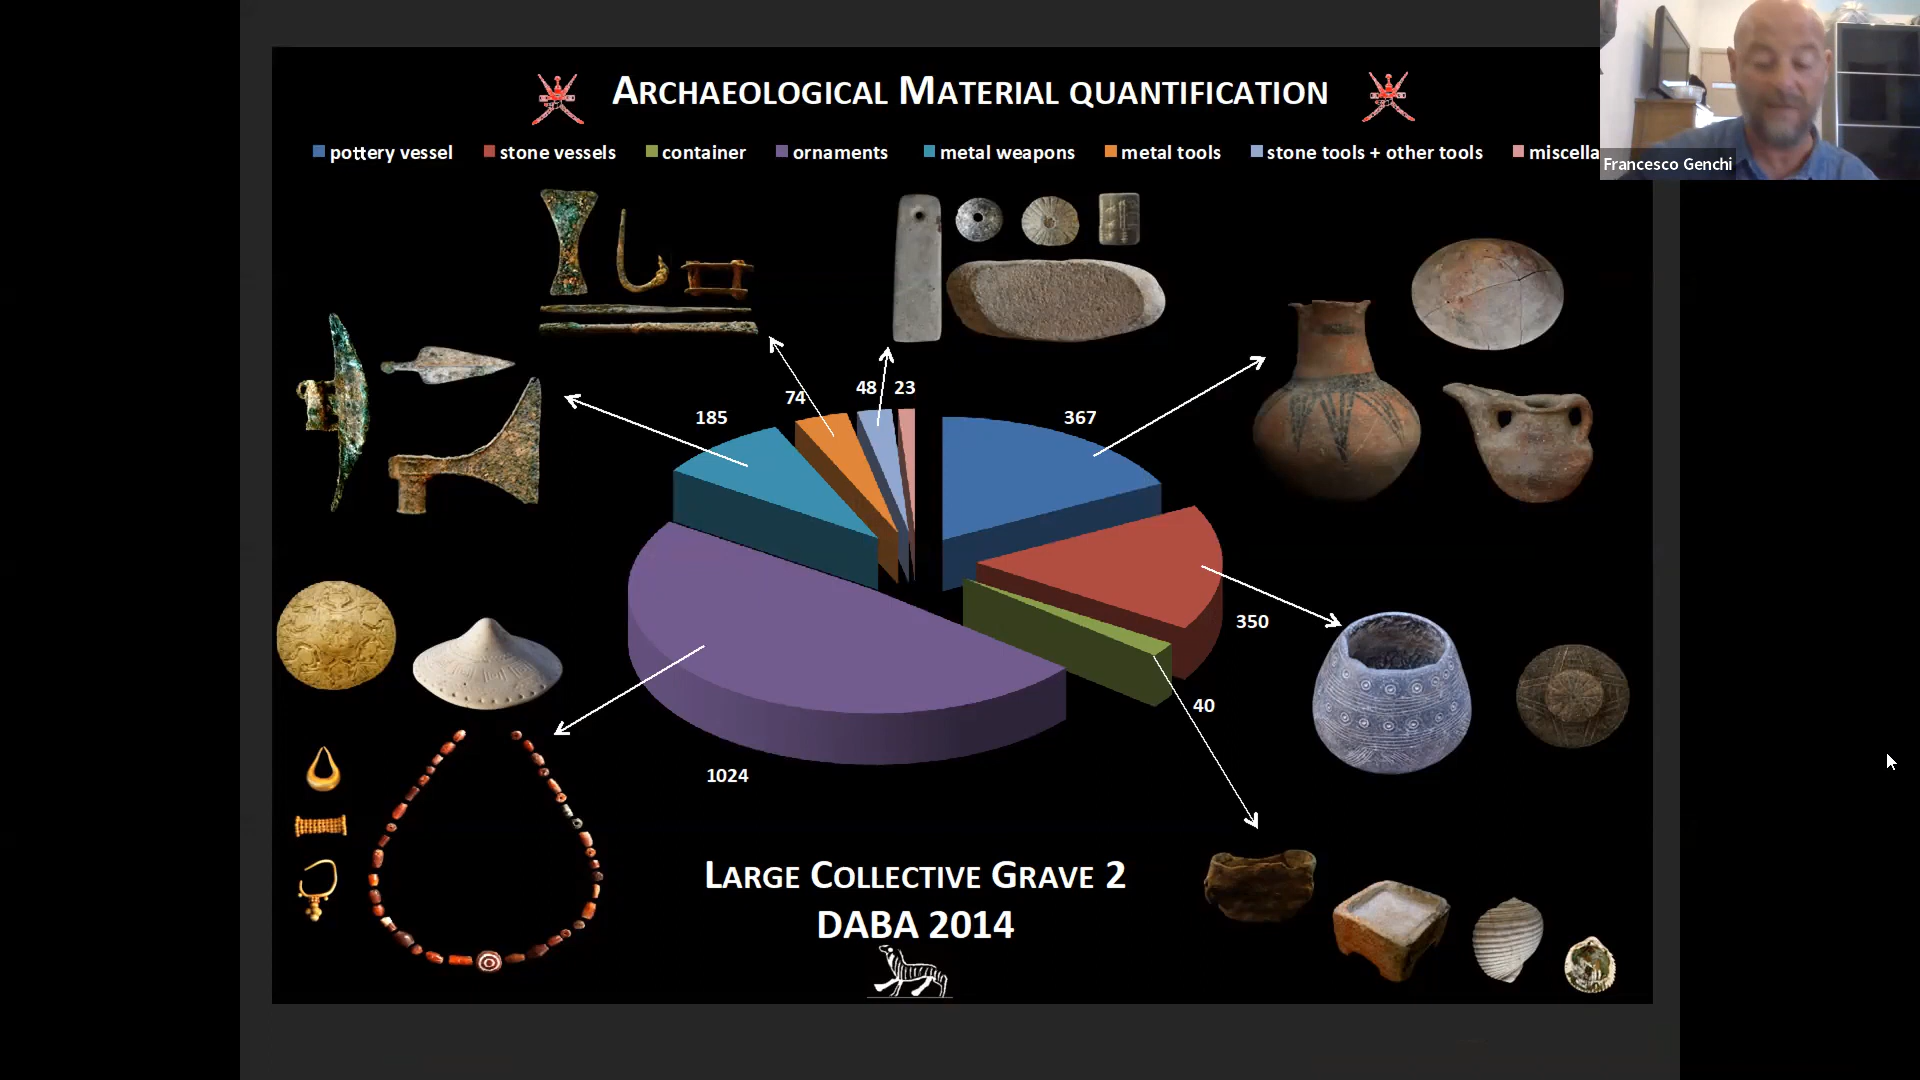 ARCHAEOLOGICAL MATERIAL QUANTIFICATION
pottery vessel stone vessels container ornaments metal weapons metal tools stone tools + other tools miscella
Francesco Genchi
367
350
40
1024
185
74
48
23
LARGE COLLECTIVE GRAVE 2
DABA 2014